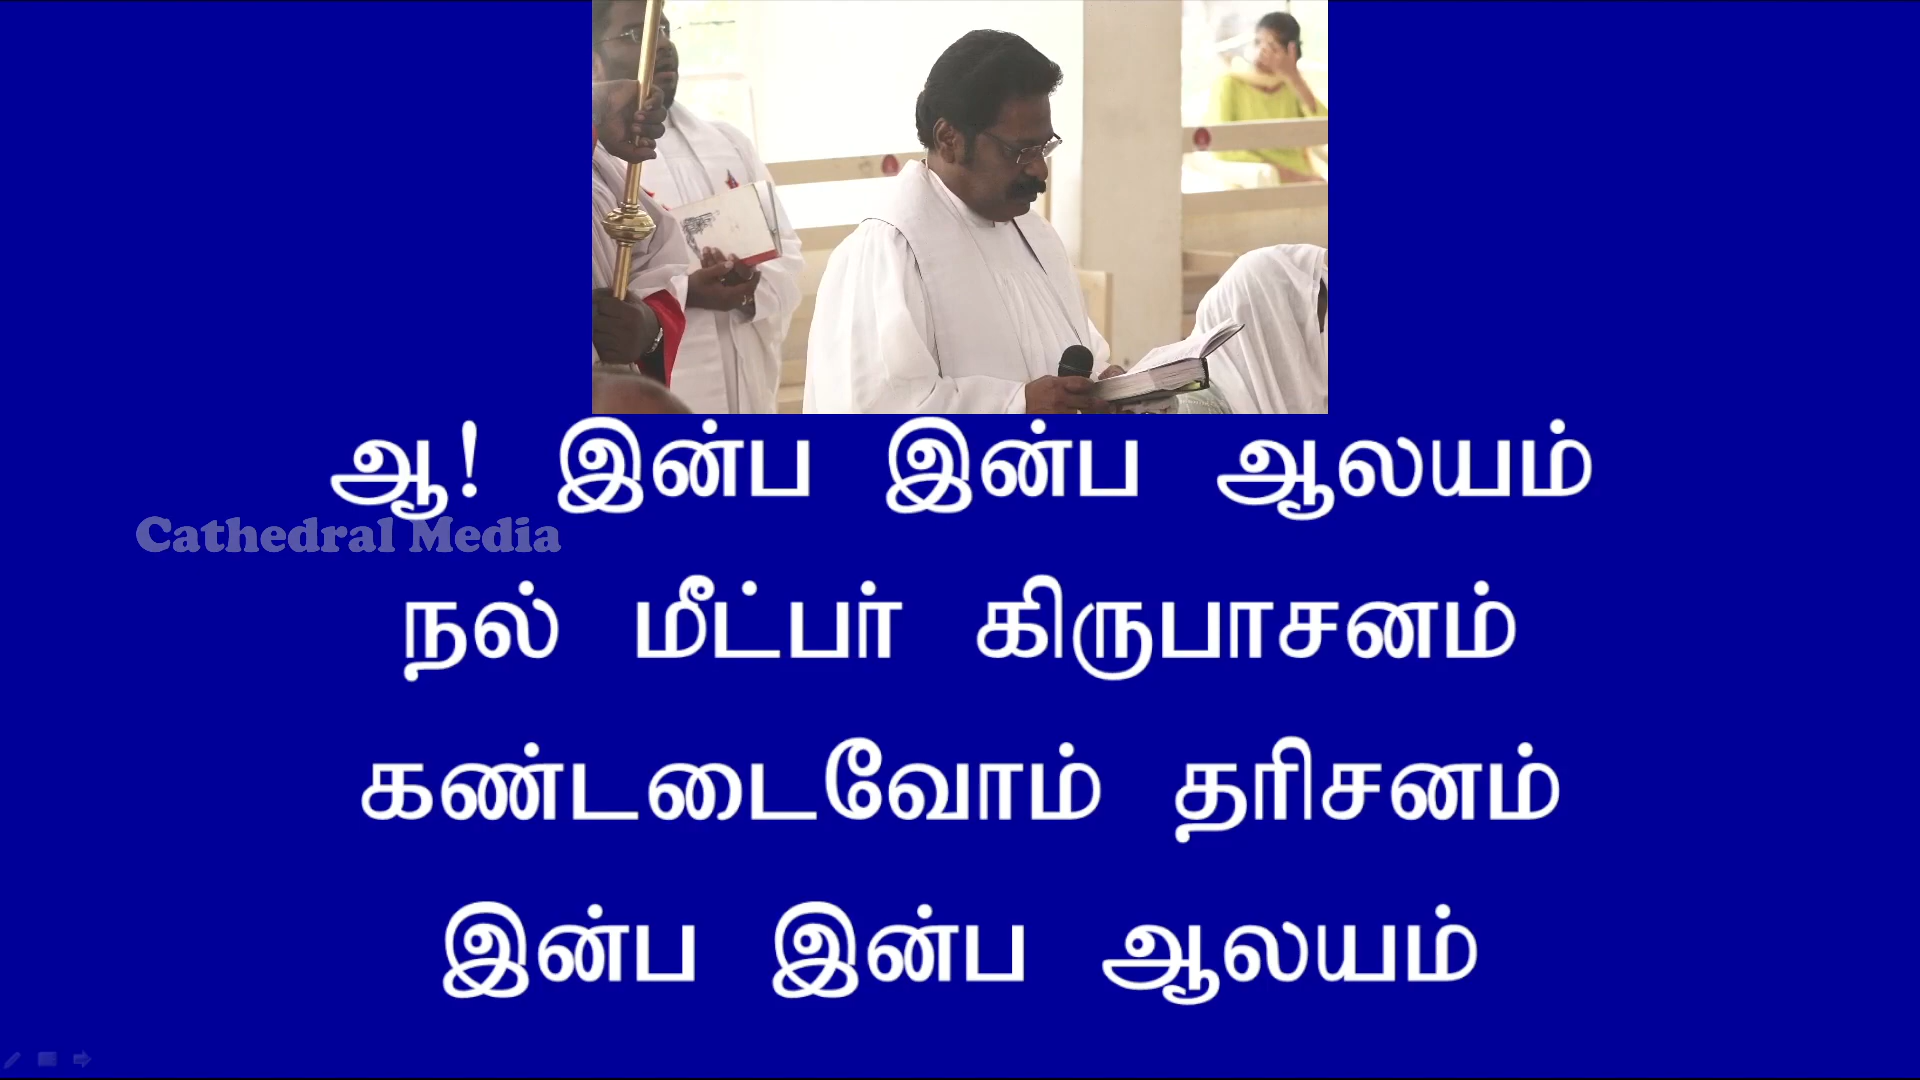 ஆ! இன்ப இன்ப ஆலயம்
Cathedral Media
நல் மீட்பர் கிருபாசனம்
கண்டடைவோம் தரிசனம்
இன்ப இன்ப ஆலயம்